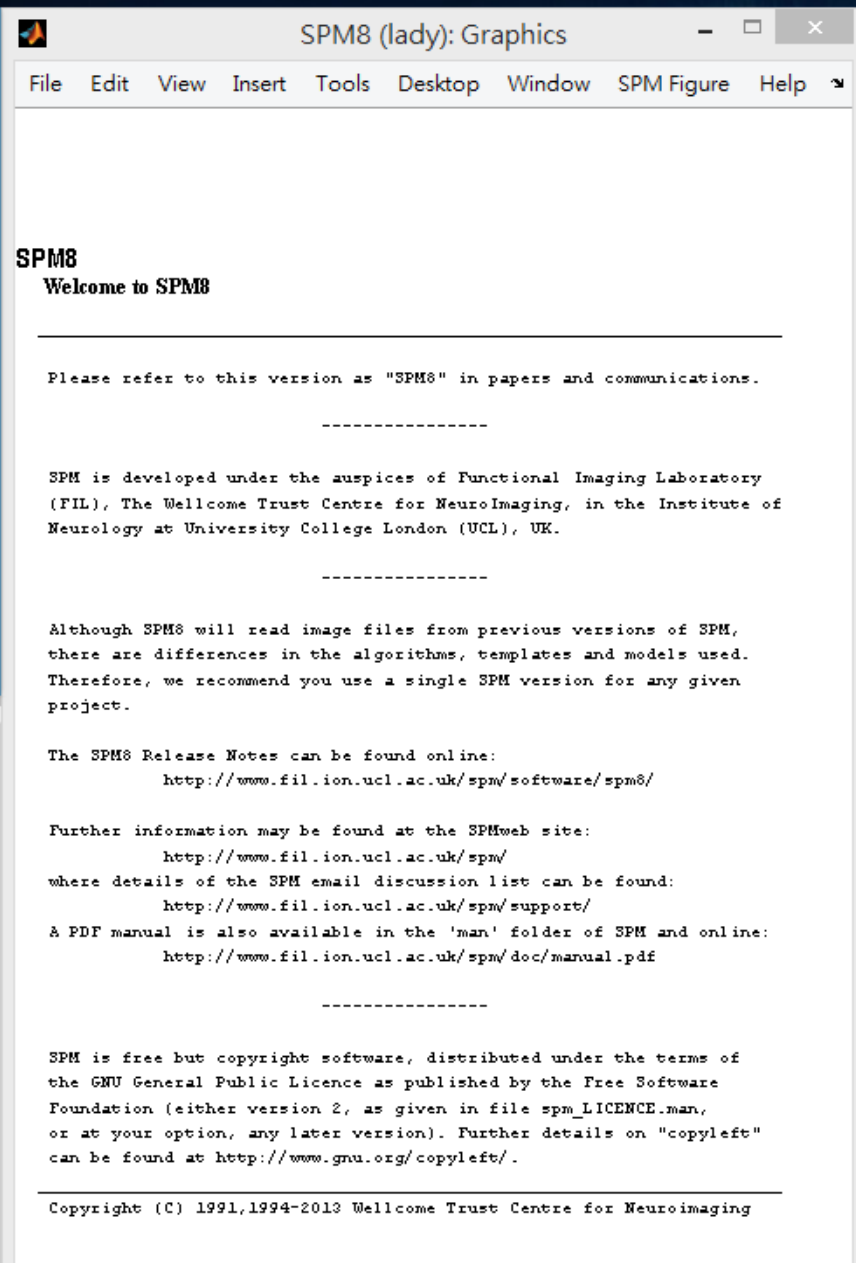 SPM8 (lady): Graphics
File Edit View Insert Tools Desktop Window SPM Figure Help
SPM8
Welcome to SPM8
Please refer to this version as "SPM8" in papers and communications.
----------------
SPM is developed under the auspices of Functional Imaging Laboratory
(FIL), The Wellcome Trust Centre for NeuroImaging, in the Institute of
Neurology at University College London (UCL), UK.
----------------
Although SPM8 will read image files from previous versions of SPM,
there are differences in the algorithms, templates and models used.
Therefore, we recommend you use a single SPM version for any given
project.
The SPM8 Release Notes can be found online:
http://www.fil.ion.ucl.ac.uk/spm/software/spm8/
Further information may be found at the SPMweb site:
http://www.fil.ion.ucl.ac.uk/spm/
where details of the SPM email discussion list can be found:
http://www.fil.ion.ucl.ac.uk/spm/support/
A PDF manual is also available in the 'man' folder of SPM and online:
http://www.fil.ion.ucl.ac.uk/spm/doc/manual.pdf
----------------
SPM is free but copyright software, distributed under the terms of
the GNU General Public Licence as published by the Free Software
Foundation (either version 2, as given in file spm_LICENCE.man,
or at your option, any later version). Further details on "copyleft"
can be found at http://www.gnu.org/copyleft/.
Copyright (C) 1991,1994-2013 Wellcome Trust Centre for Neuroimaging